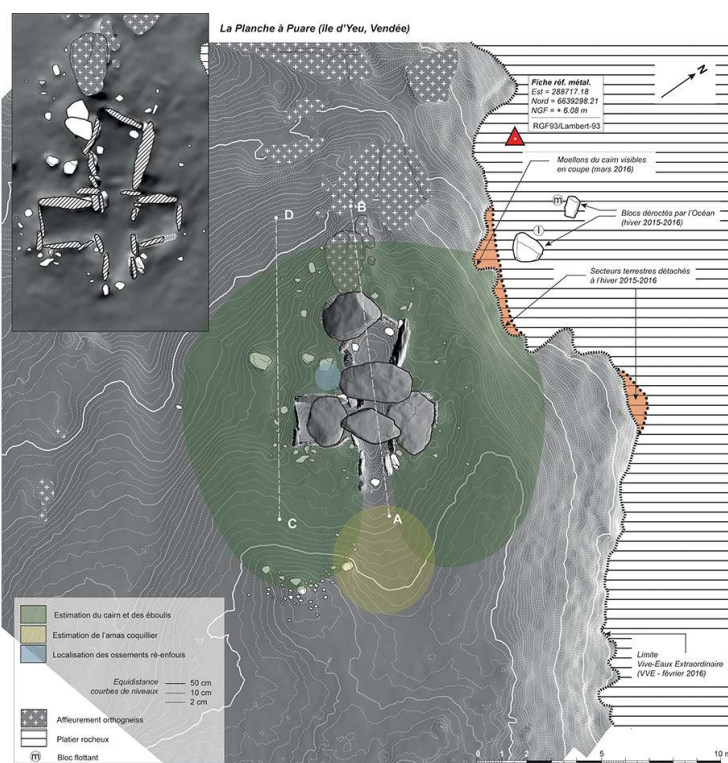 La Planche à Puare (île d'Yeu, Vendée)
Fiche réf. métal.
Est = 288717.18
Nord = 6639298.21
NGF = + 6.08 m
RGF93/Lambert-93
N
Moellons du cairn visibles
en coupe (mars 2016)
m
Blocs déroctés par l'Océan
(hiver 2015-2016)
l
Secteurs terrestres détachés
à l'hiver 2015-2016
D
B
C
A
Estimation du cairn et des éboulis
Estimation de l'amas coquillier
Localisation des ossements ré-enfouis
Equidistance
courbes de niveaux
50 cm
10 cm
2 cm
Affleurement orthogneiss
Platier rocheux
m Bloc flottant
Limite
Vive-Eaux Extraordinaire
(VVE - février 2016)
0 1 2 5 10 m